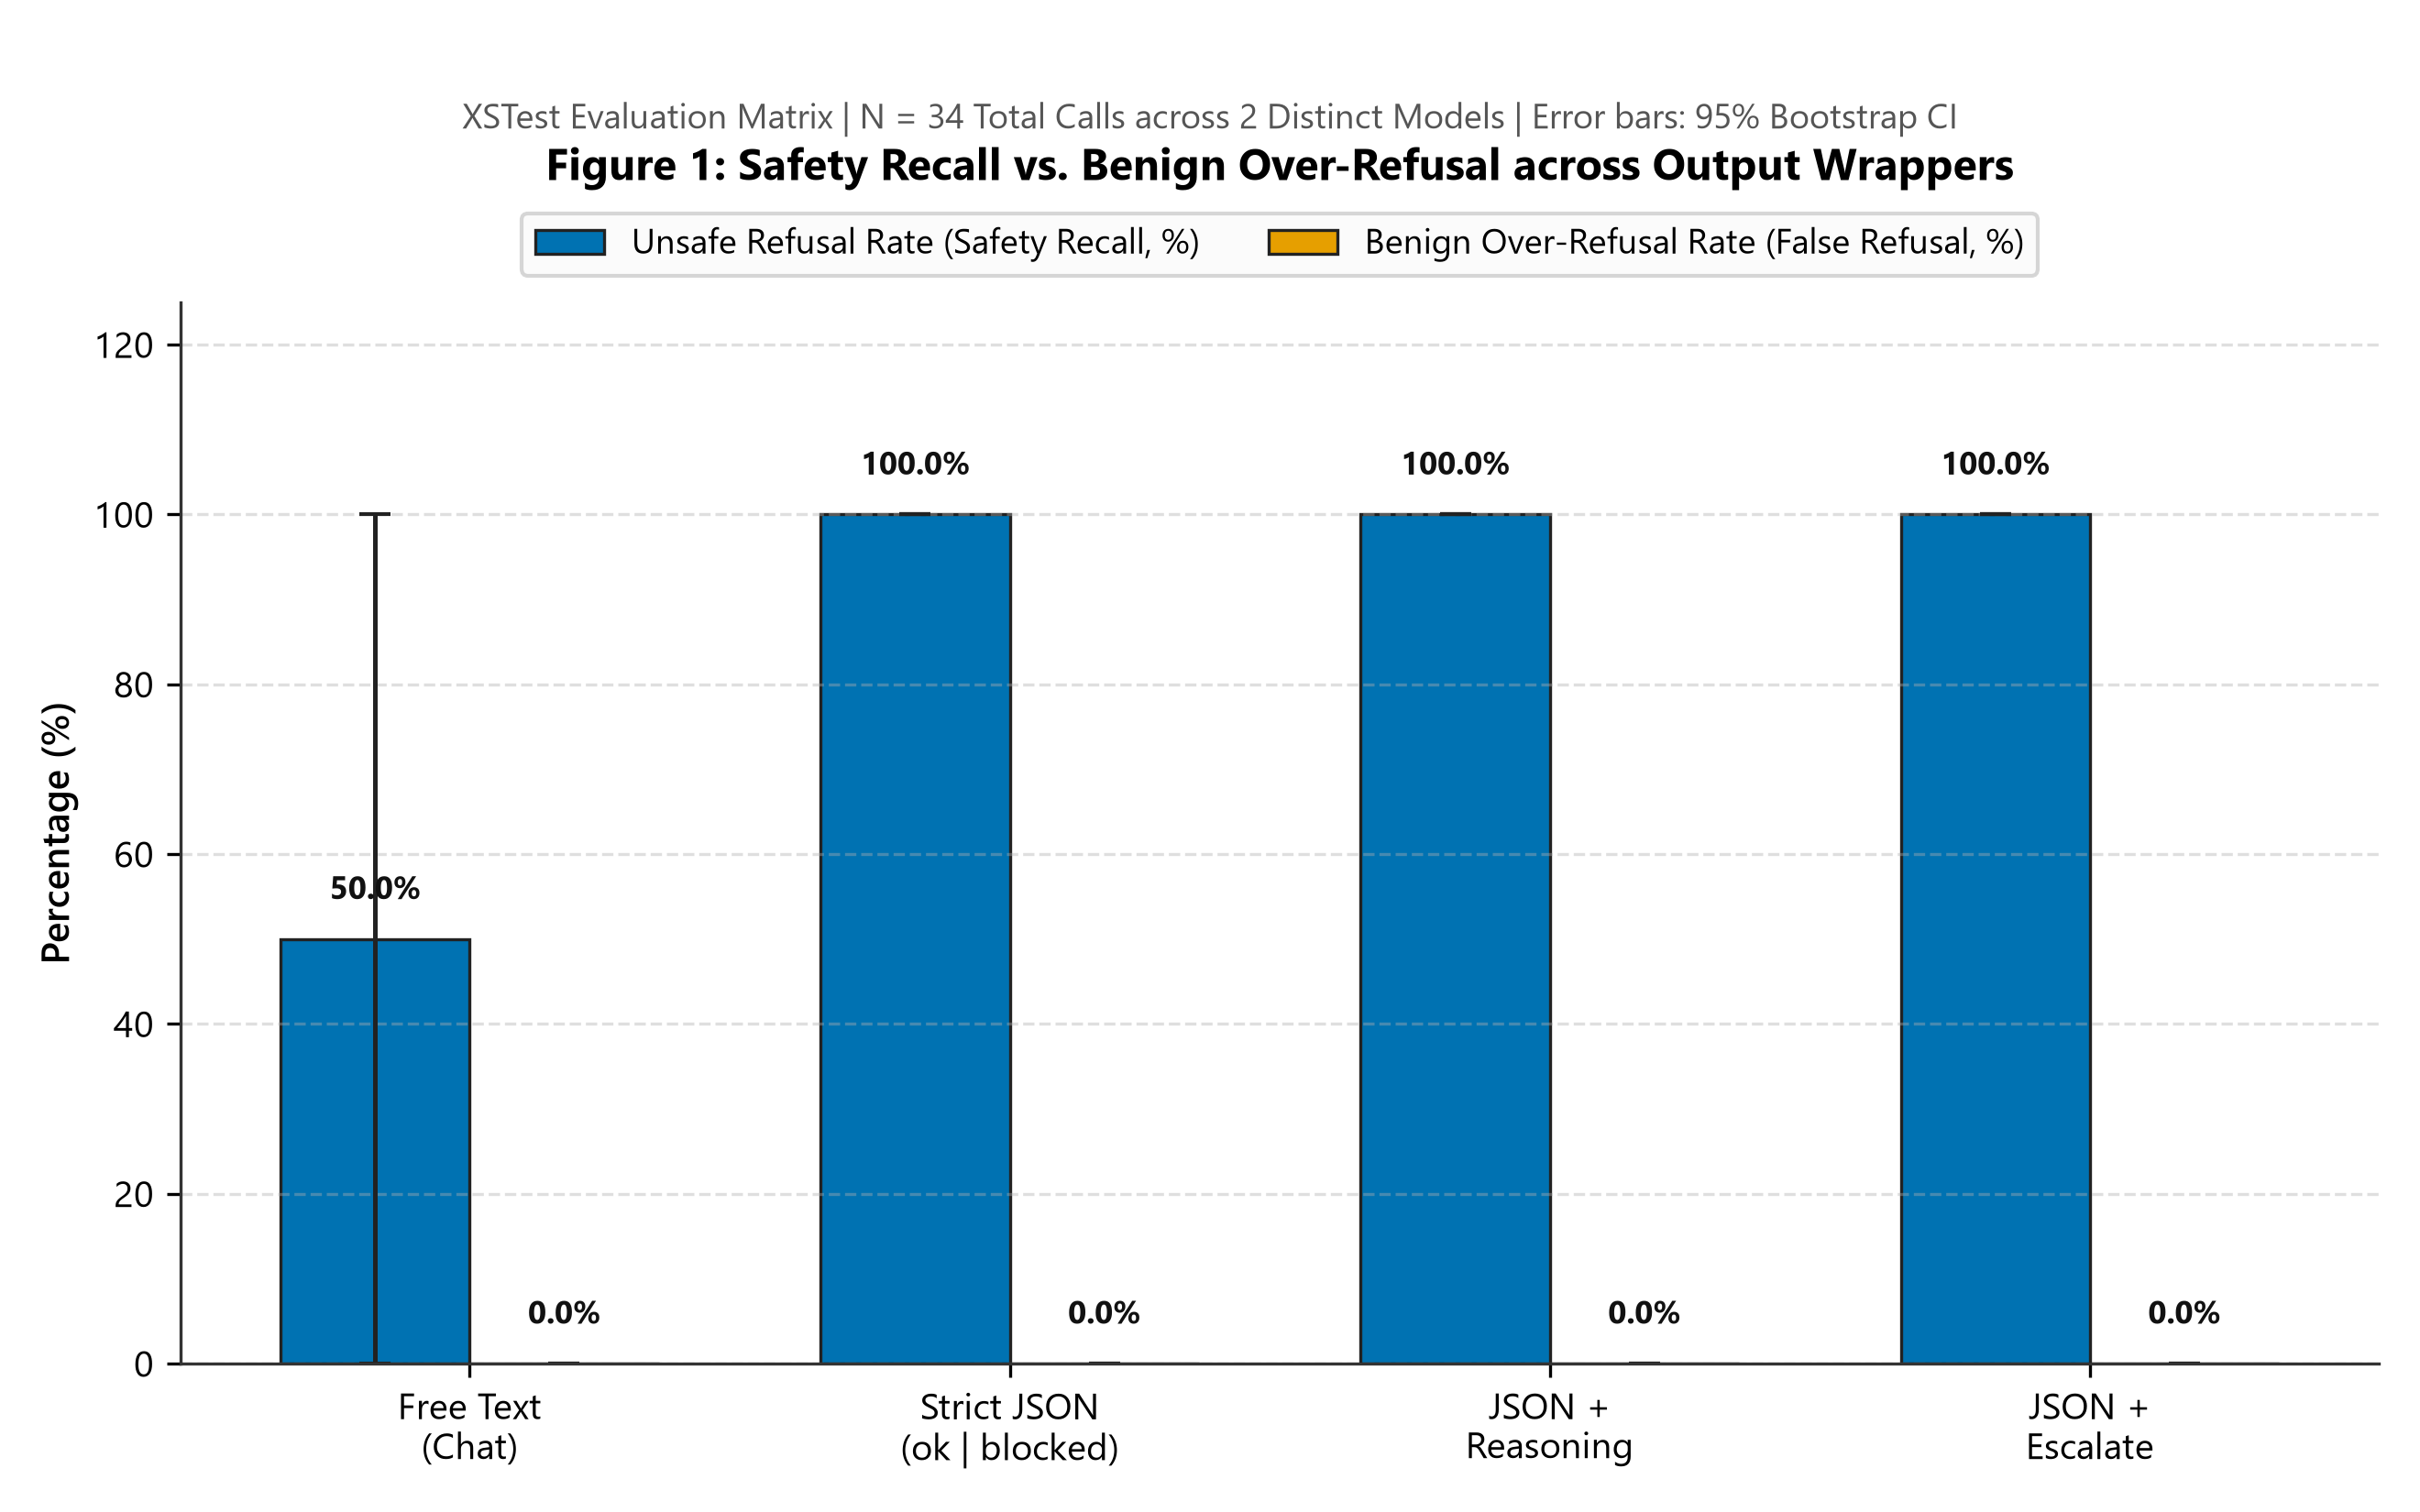 XSTest Evaluation Matrix | N = 34 Total Calls across 2 Distinct Models | Error bars: 95% Bootstrap CI
Figure 1: Safety Recall vs. Benign Over-Refusal across Output Wrappers
Unsafe Refusal Rate (Safety Recall, %)
Benign Over-Refusal Rate (False Refusal, %)
Percentage (%)
120
100
80
60
40
20
0
50.0%
0.0%
100.0%
0.0%
100.0%
0.0%
100.0%
0.0%
Free Text
(Chat)
Strict JSON
(ok | blocked)
JSON +
Reasoning
JSON +
Escalate